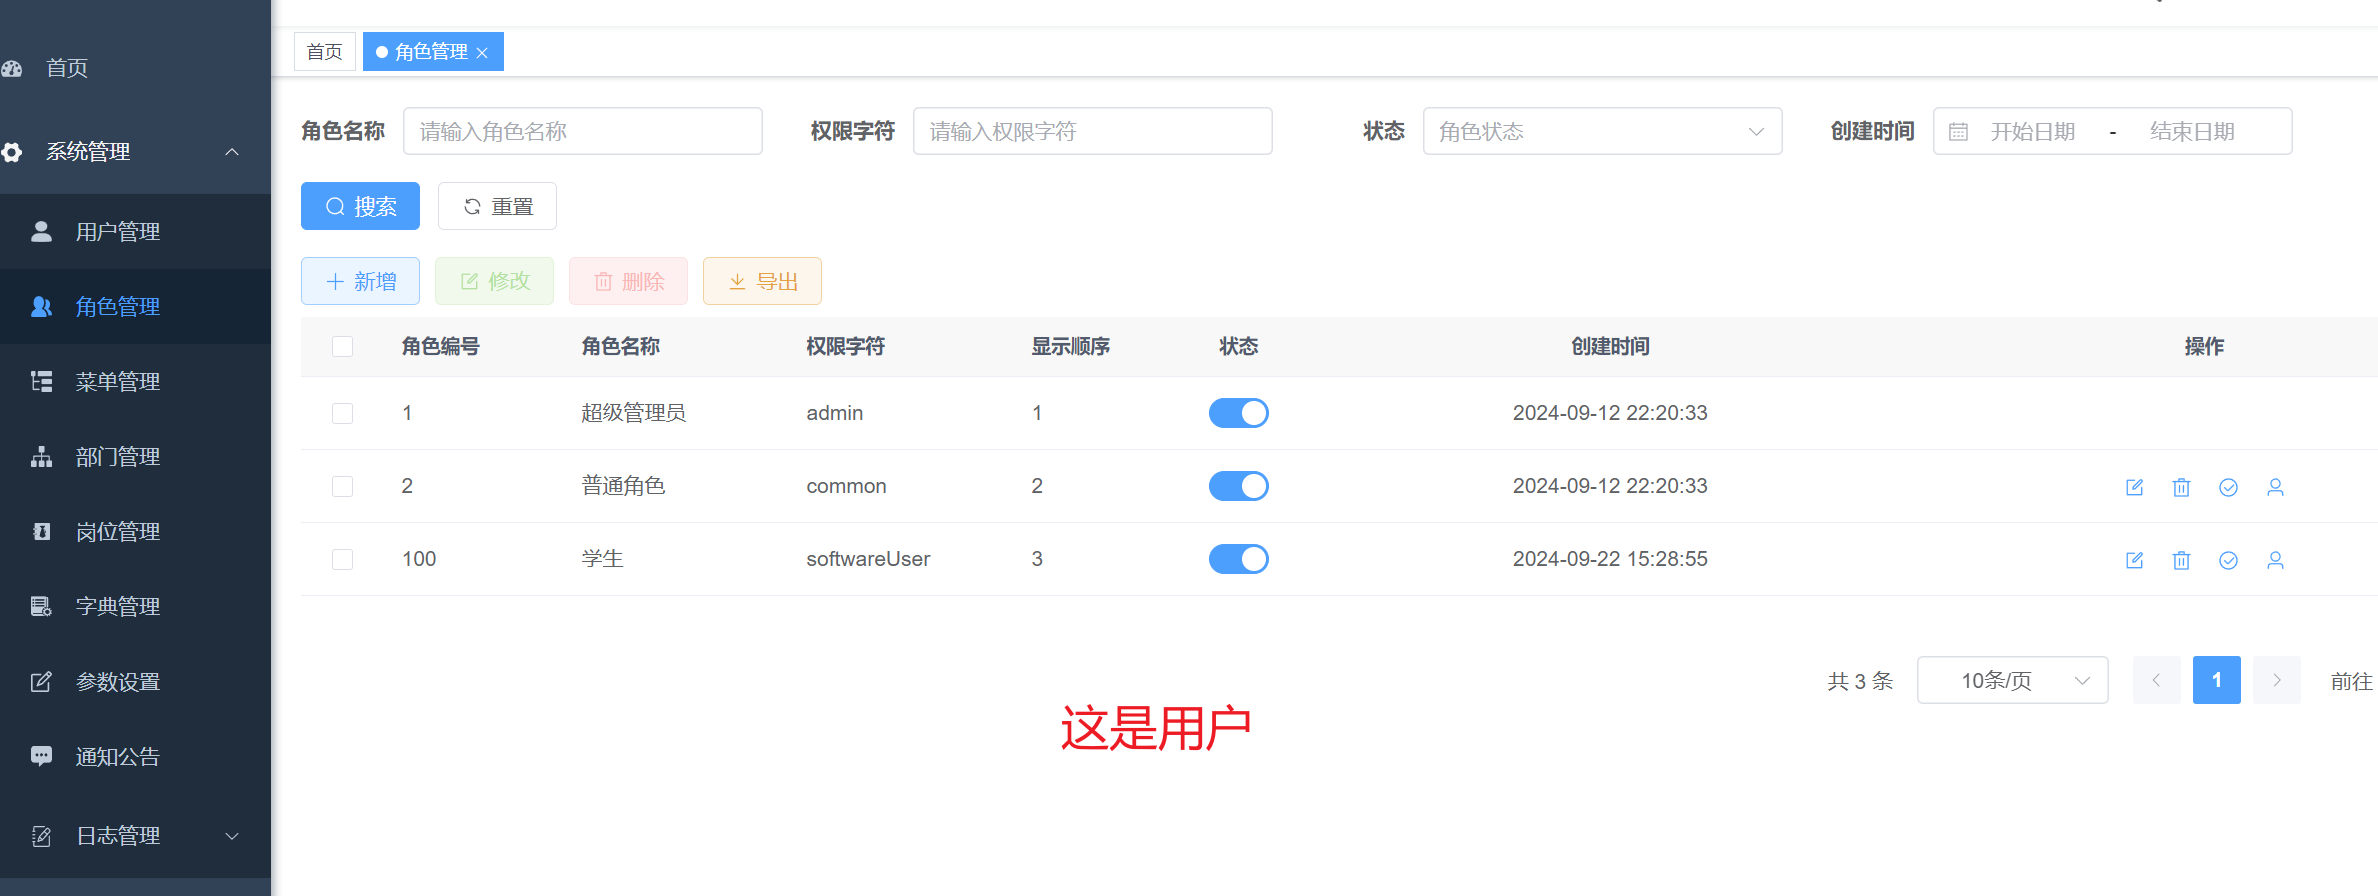 首页
系统管理
用户管理
角色管理
菜单管理
部门管理
岗位管理
字典管理
参数设置
通知公告
日志管理
首页 角色管理
角色名称 请输入角色名称 权限字符 请输入权限字符 状态 角色状态 创建时间 开始日期 - 结束日期
搜索 重置
新增 修改 删除 导出
角色编号 角色名称 权限字符 显示顺序 状态 创建时间 操作
1 超级管理员 admin 1 2024-09-12 22:20:33
2 普通角色 common 2 2024-09-12 22:20:33
100 学生 softwareUser 3 2024-09-22 15:28:55
共 3 条 10条/页 1 前往
这是用户